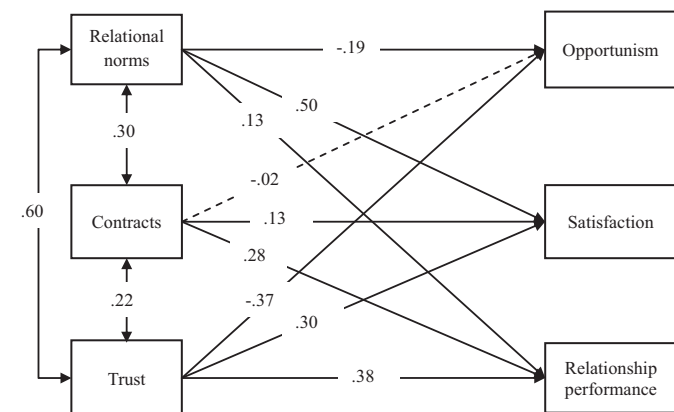 Relational
norms
-.19
Opportunism
.50
.13
.30
-.02
.60
Contracts
.13
Satisfaction
.28
.22
-.37
.30
Trust
.38
Relationship
performance